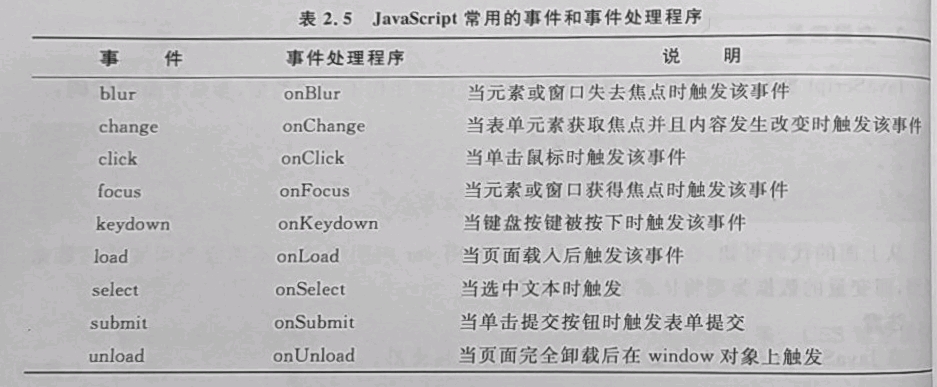 表 2.5 JavaScript 常用的事件和事件处理程序
事 件 事件处理程序 说 明
blur onBlur 当元素或窗口失去焦点时触发该事件
change onChange 当表单元素获取焦点并且内容发生改变时触发该事件
click onClick 当单击鼠标时触发该事件
focus onFocus 当元素或窗口获得焦点时触发该事件
keydown onKeydown 当键盘按键被按下时触发该事件
load onLoad 当页面载入后触发该事件
select onSelect 当选中文本时触发
submit onSubmit 当单击提交按钮时触发表单提交
unload onUnload 当页面完全卸载后在 window 对象上触发